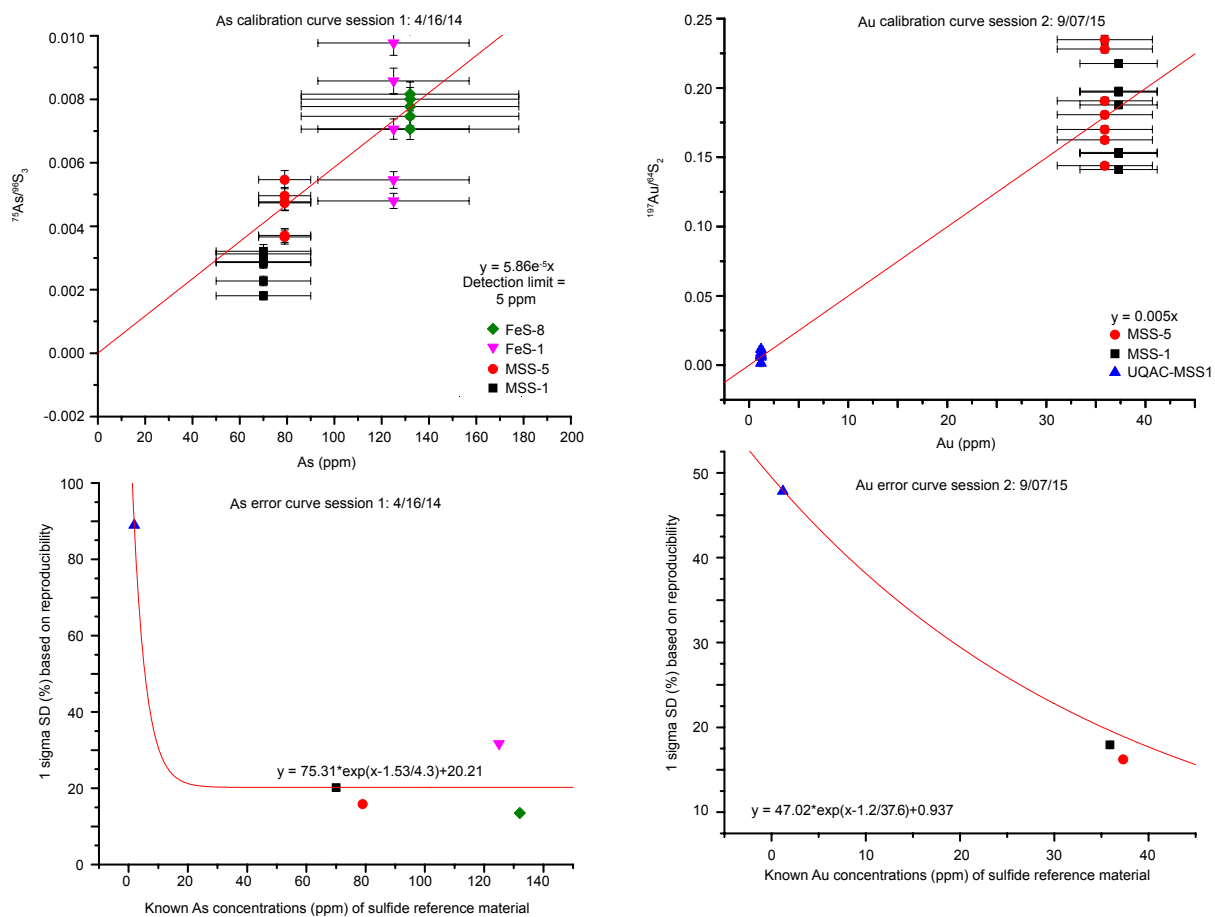 As calibration curve session 1: 4/16/14
0.010
0.008
0.006
0.004
0.002
0.000
-0.002
⁷⁵As/⁹⁶S₃
y = 5.86e⁻⁵x
Detection limit =
5 ppm
FeS-8
FeS-1
MSS-5
MSS-1
0 20 40 60 80 100 120 140 160 180 200
As (ppm)
Au calibration curve session 2: 9/07/15
0.25
0.20
0.15
0.10
0.05
0.00
¹⁹⁷Au/⁶⁴S₂
y = 0.005x
MSS-5
MSS-1
UQAC-MSS1
0 10 20 30 40
Au (ppm)
As error curve session 1: 4/16/14
100
90
80
70
60
50
40
30
20
10
0
1 sigma SD (%) based on reproducibility
y = 75.31*exp(x-1.53/4.3)+20.21
0 20 40 60 80 100 120 140
Known As concentrations (ppm) of sulfide reference material
Au error curve session 2: 9/07/15
50
40
30
20
10
1 sigma SD (%) based on reproducibility
y = 47.02*exp(x-1.2/37.6)+0.937
0 10 20 30 40
Known Au concentrations (ppm) of sulfide reference material